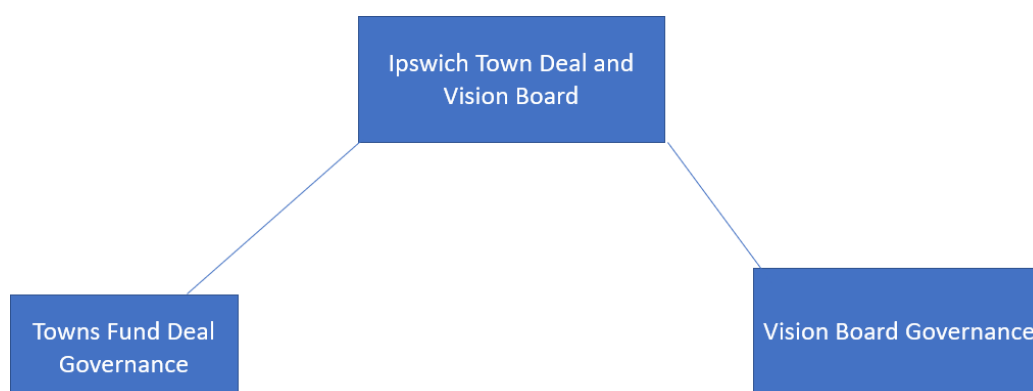 Ipswich Town Deal and
Vision Board
Towns Fund Deal
Governance
Vision Board Governance